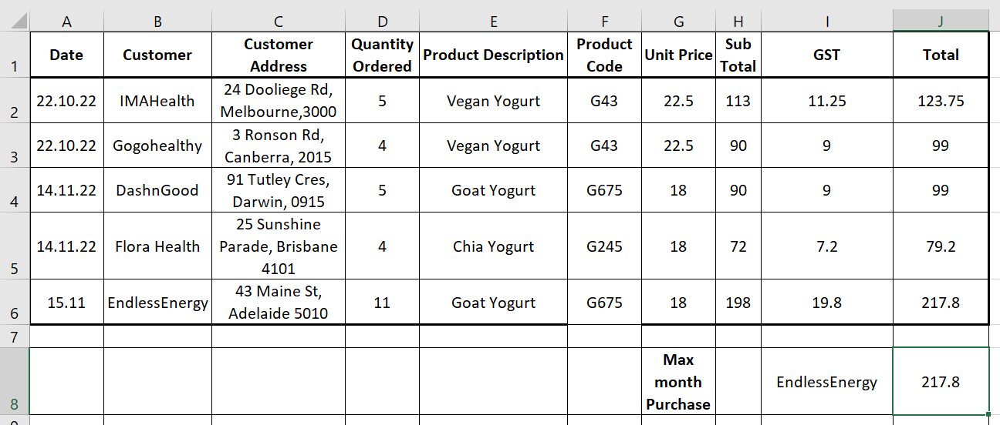 A B C D E F G H I J
1 Date Customer Customer Address Quantity Ordered Product Description Product Code Unit Price Sub Total GST Total
2 22.10.22 IMAHealth 24 Dooliege Rd, Melbourne,3000 5 Vegan Yogurt G43 22.5 113 11.25 123.75
3 22.10.22 Gogohealthy 3 Ronson Rd, Canberra, 2015 4 Vegan Yogurt G43 22.5 90 9 99
4 14.11.22 DashnGood 91 Tutley Cres, Darwin, 0915 5 Goat Yogurt G675 18 90 9 99
5 14.11.22 Flora Health 25 Sunshine Parade, Brisbane 4101 4 Chia Yogurt G245 18 72 7.2 79.2
6 15.11 EndlessEnergy 43 Maine St, Adelaide 5010 11 Goat Yogurt G675 18 198 19.8 217.8
7
8 Max month Purchase EndlessEnergy 217.8